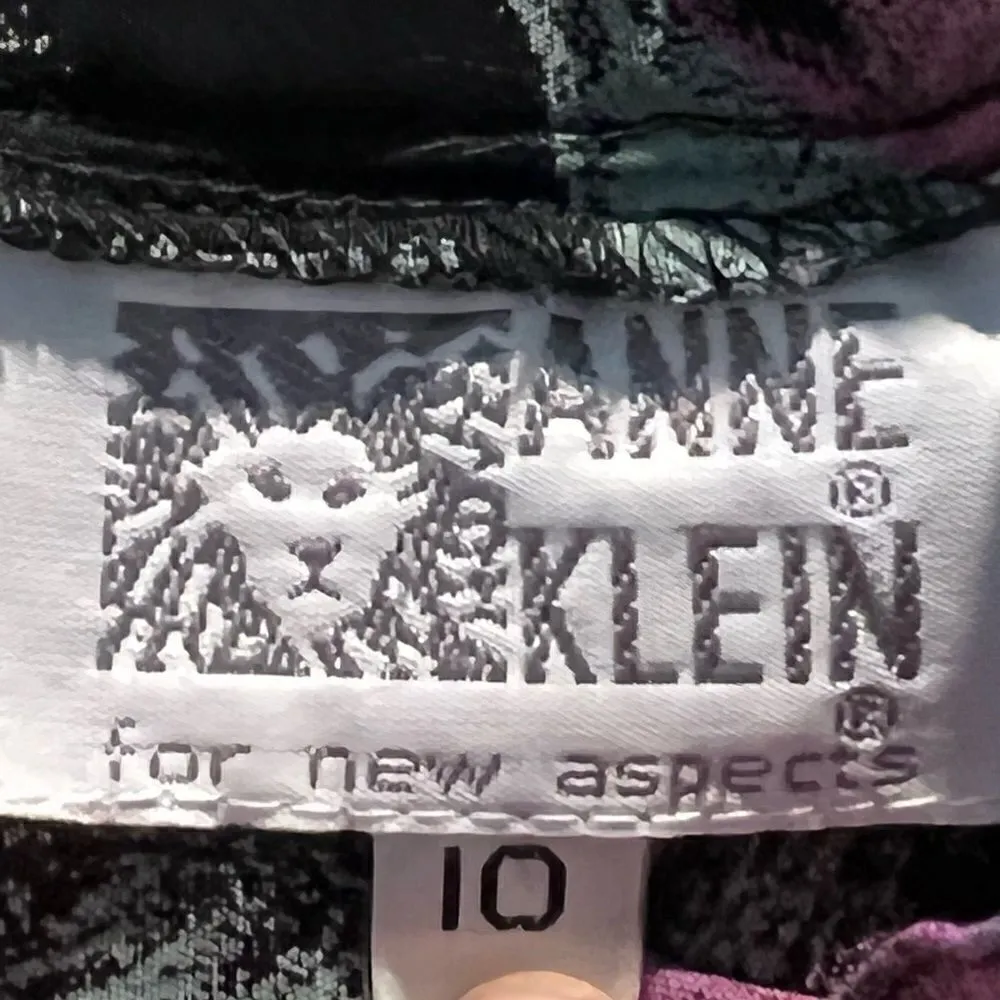 ANNE
®
KLEIN
®
for new aspects
10